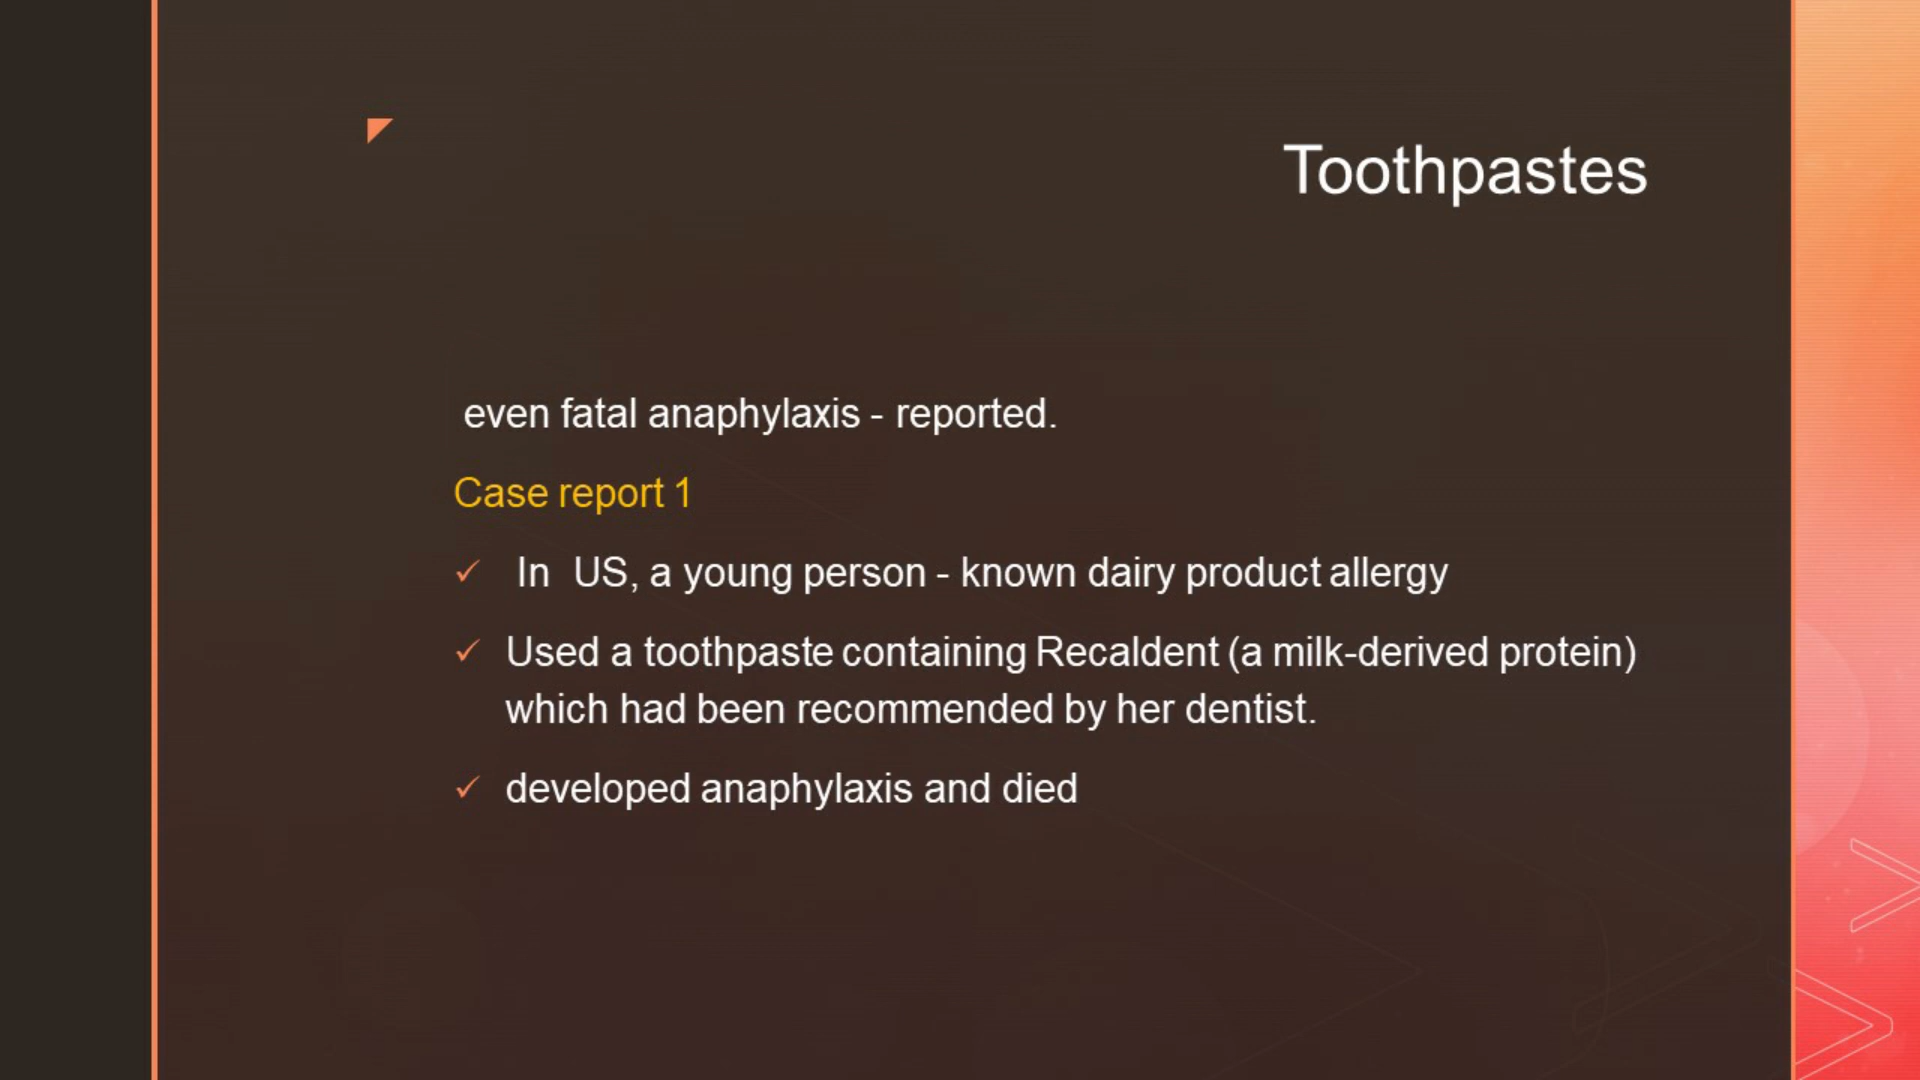 Toothpastes
even fatal anaphylaxis - reported.
Case report 1
✓ In US, a young person - known dairy product allergy
✓ Used a toothpaste containing Recaldent (a milk-derived protein)
which had been recommended by her dentist.
✓ developed anaphylaxis and died